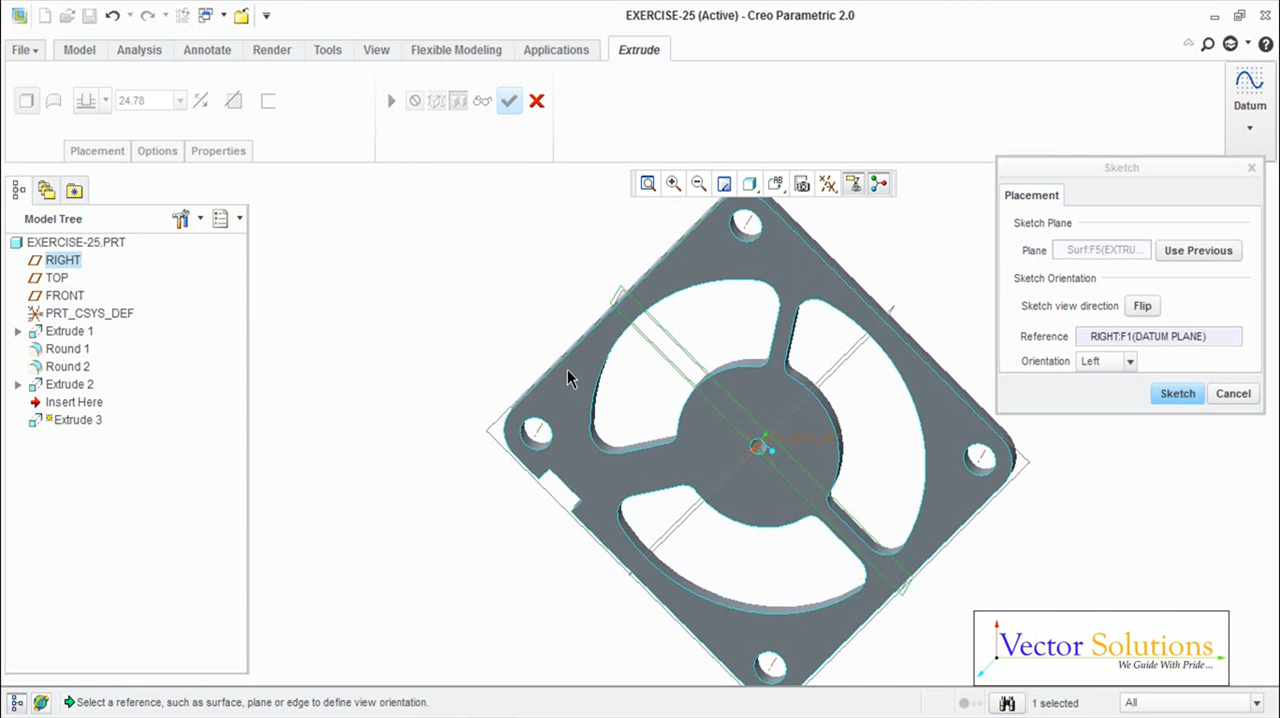 EXERCISE-25 (Active) - Creo Parametric 2.0
File Model Analysis Annotate Render Tools View Flexible Modeling Applications Extrude
24.78
Datum
Placement Options Properties
Sketch
Placement
Model Tree
Sketch Plane
EXERCISE-25.PRT
Plane Surf:F5(EXTRU... Use Previous
RIGHT
TOP
Sketch Orientation
FRONT
Sketch view direction Flip
PRT_CSYS_DEF
Extrude 1
Reference RIGHT:F1(DATUM PLANE)
Round 1
Orientation Left
Round 2
Extrude 2
Sketch Cancel
Insert Here
Extrude 3
Vector Solutions
We Guide With Pride...
Select a reference, such as surface, plane or edge to define view orientation. 1 selected All